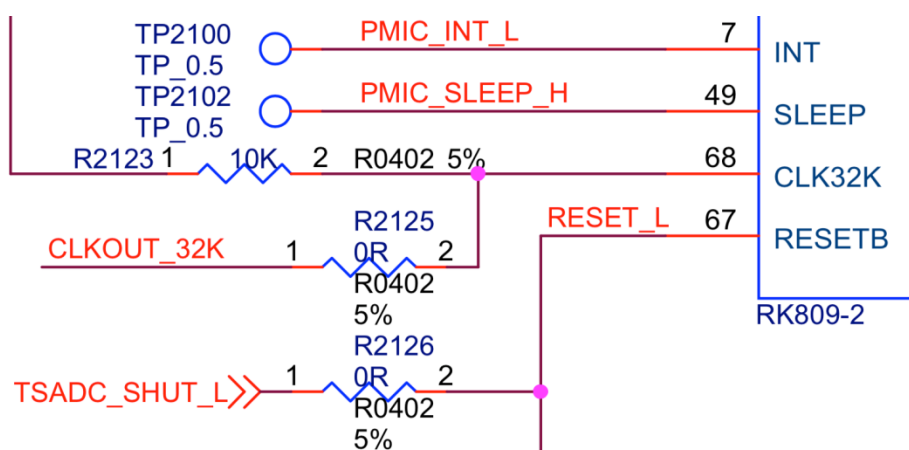 TP2100
TP_0.5
PMIC_INT_L
7
INT
TP2102
TP_0.5
PMIC_SLEEP_H
49
SLEEP
R2123 1 10K 2 R0402 5%
68
CLK32K
RESET_L
67
RESETB
R2125
CLKOUT_32K
1 0R 2
R0402
5%
RK809-2
R2126
TSADC_SHUT_L
1 0R 2
R0402
5%